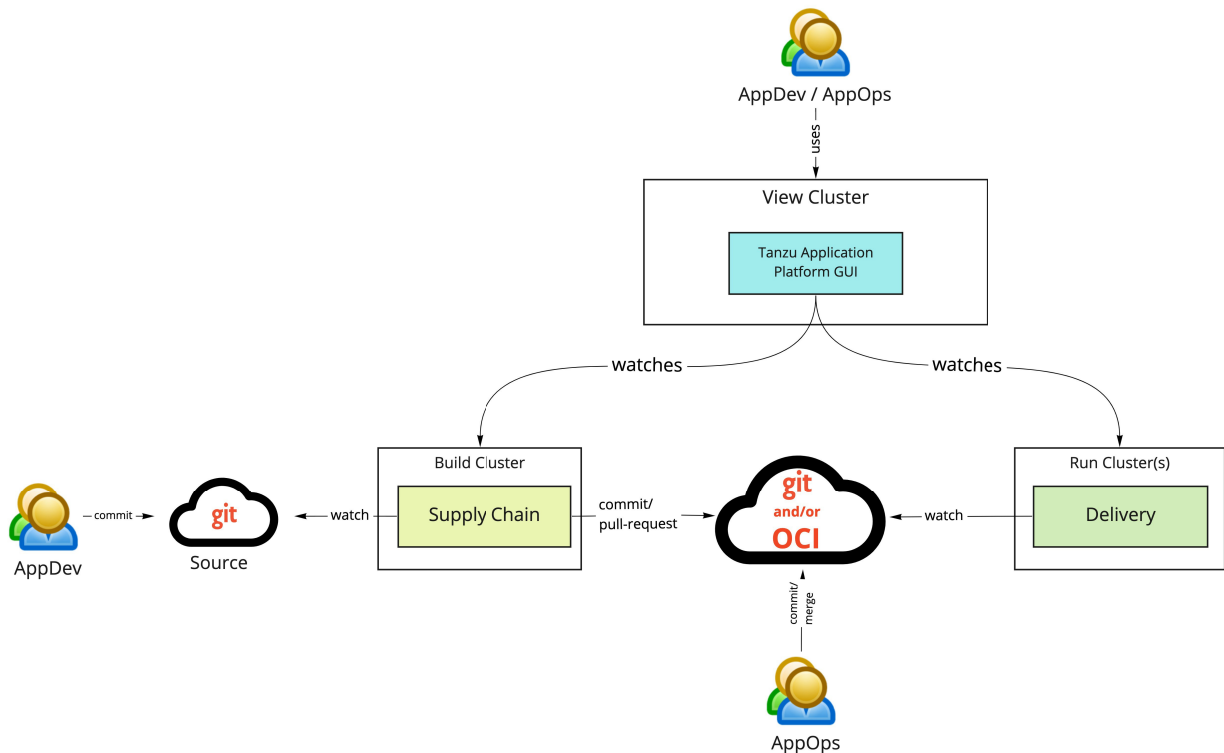 AppDev / AppOps
uses
View Cluster
Tanzu Application
Platform GUI
watches
watches
Build Cluster
Supply Chain
Run Cluster(s)
Delivery
AppDev
commit
git
Source
watch
commit/
pull-request
git
and/or
OCI
watch
commit/
merge
AppOps